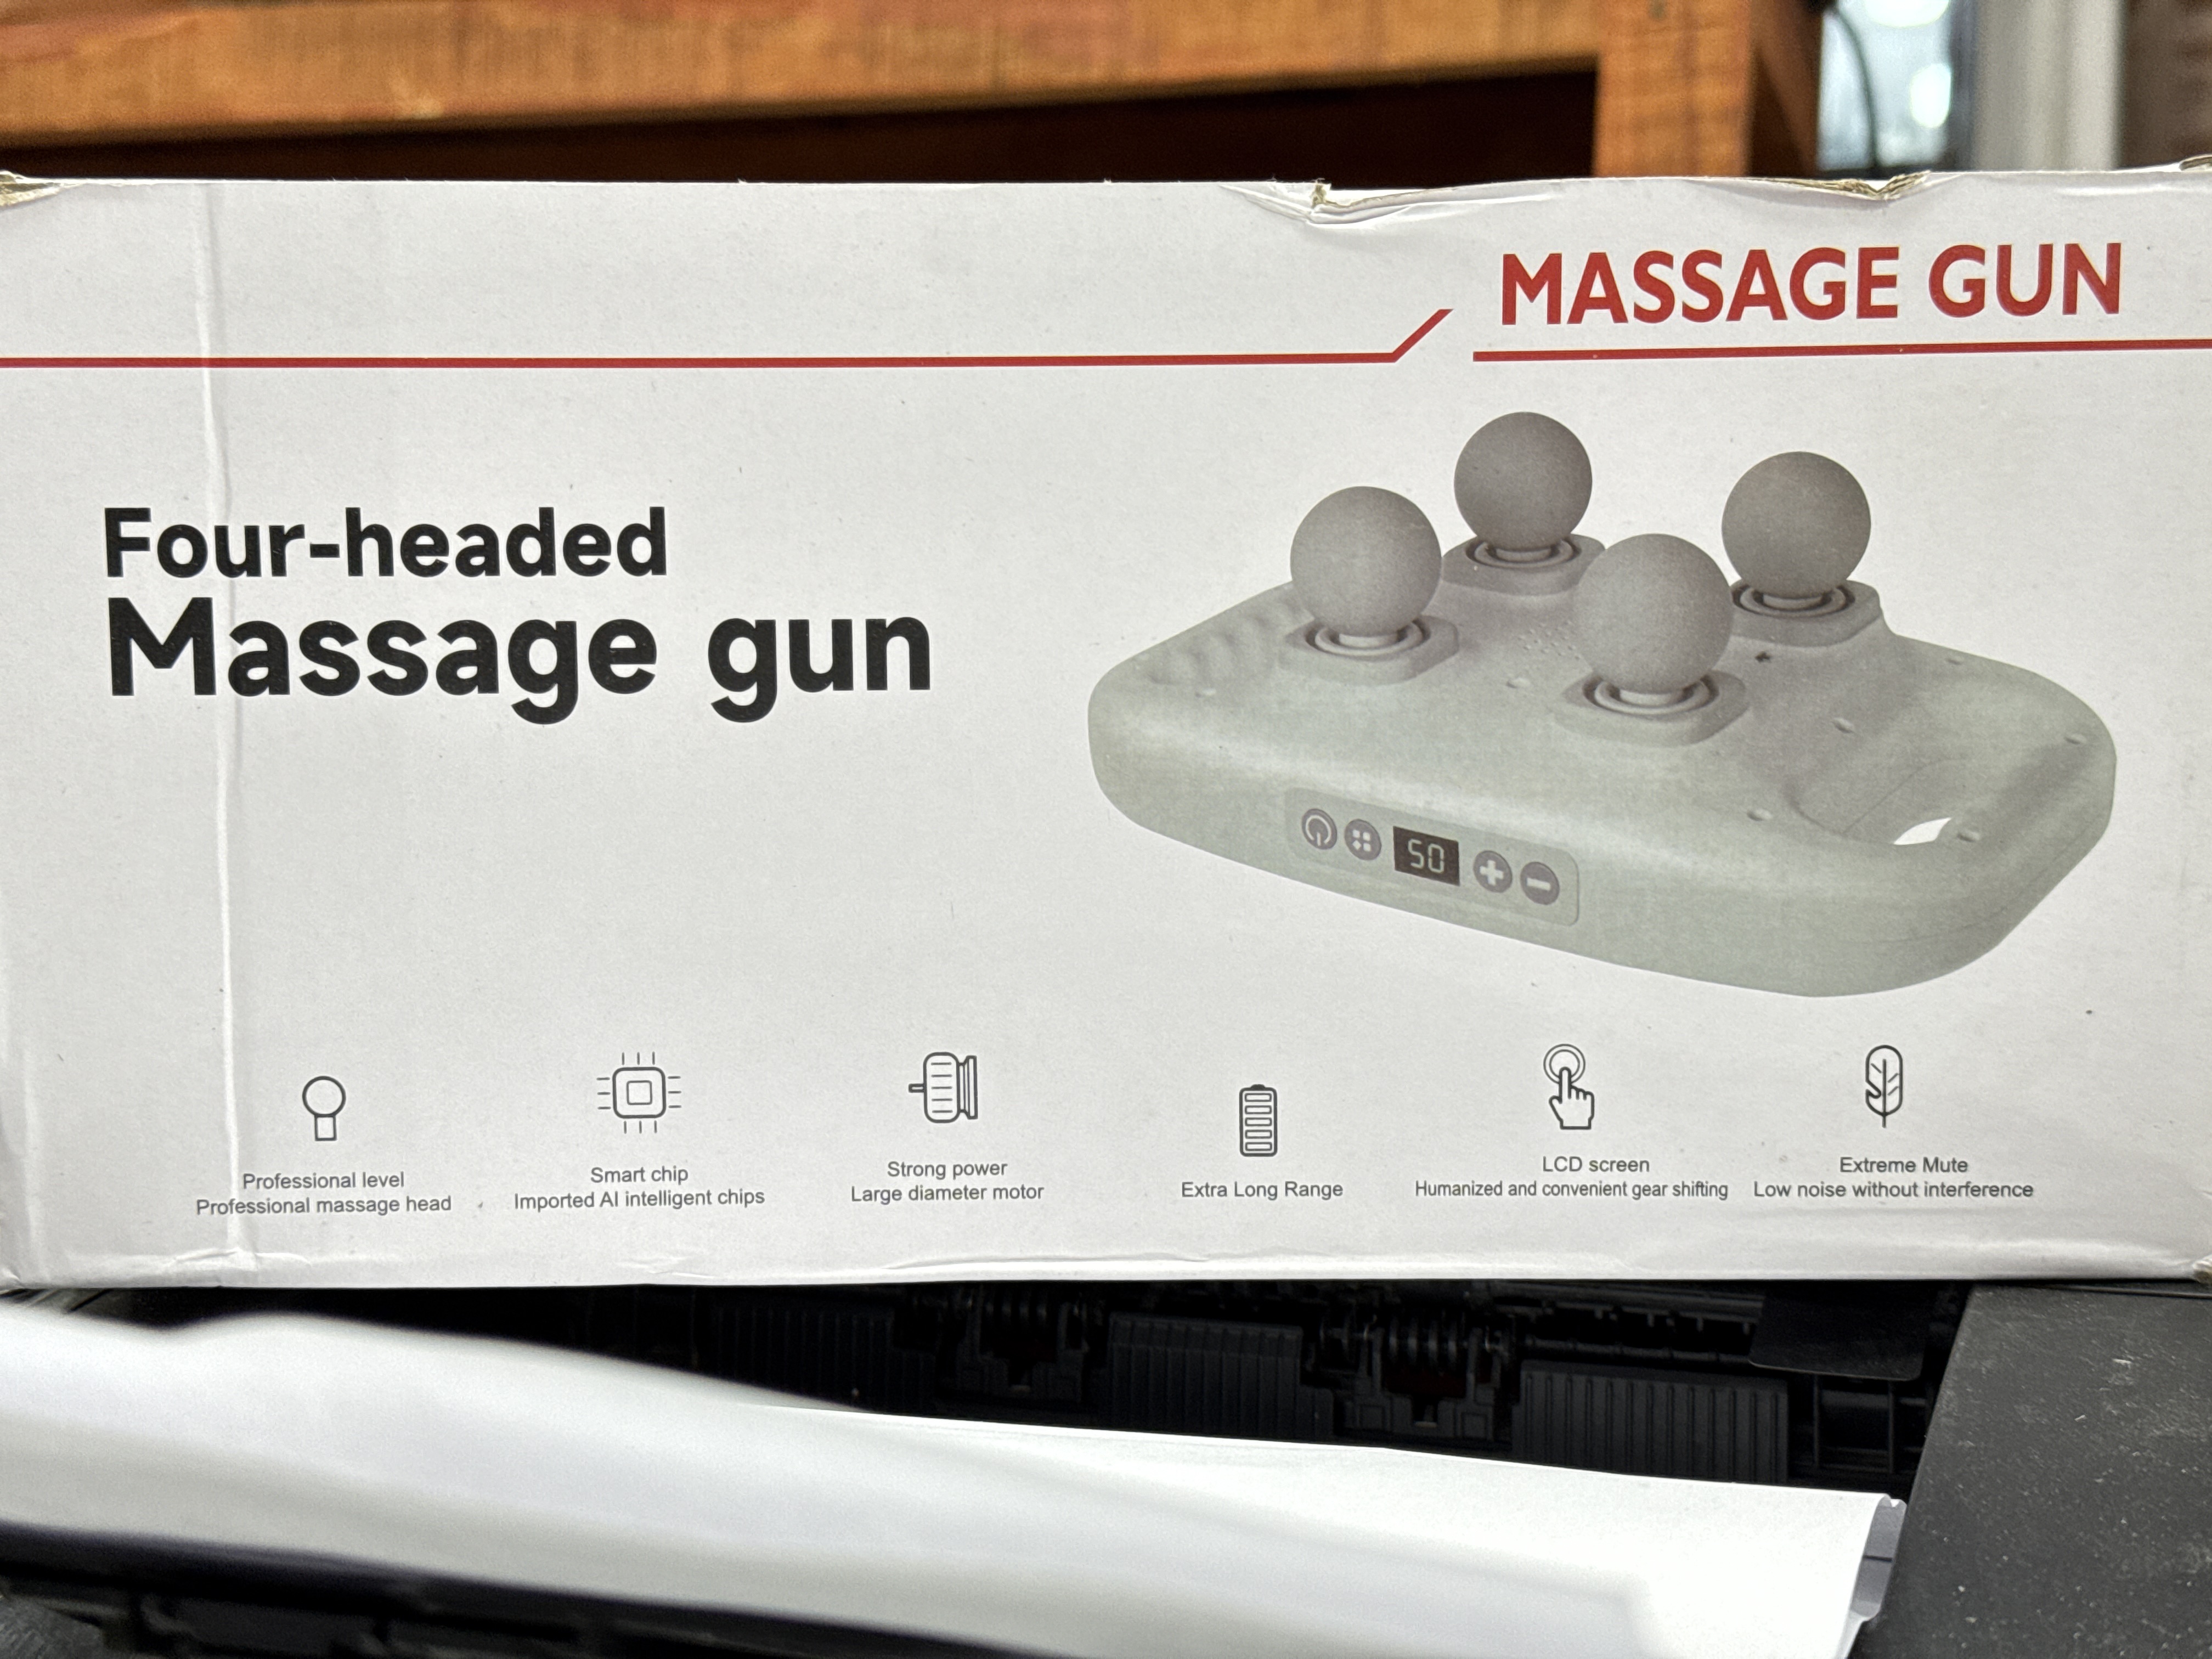 MASSAGE GUN
Four-headed
Massage gun
50
Professional level
Professional massage head
Smart chip
Imported AI intelligent chips
Strong power
Large diameter motor
Extra Long Range
LCD screen
Humanized and convenient gear shifting
Extreme Mute
Low noise without interference